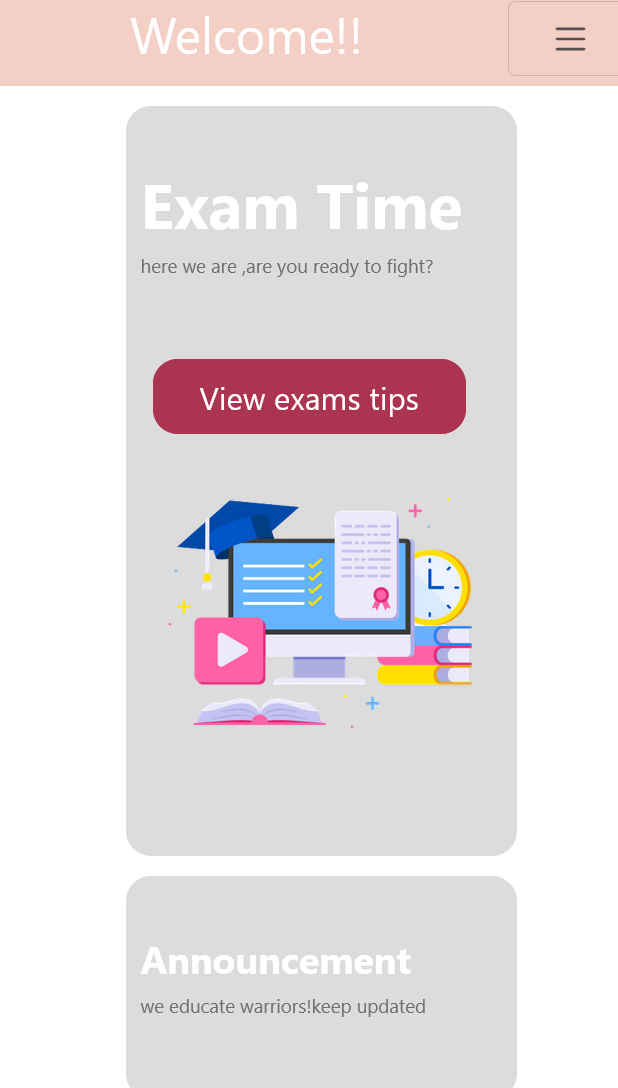 Welcome!!
Exam Time
here we are ,are you ready to fight?
View exams tips
Announcement
we educate warriors!keep updated